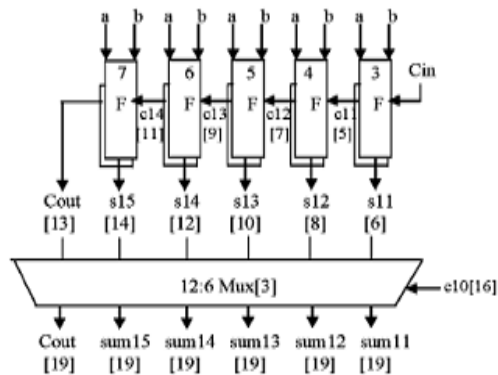 a b a b a b a b a b
7 6 5 4 3 Cin
F F F F F
c14 c13 c12 c11
[11] [9] [7] [5]
Cout s15 s14 s13 s12 s11
[13] [14] [12] [10] [8] [6]
12:6 Mux[3] c10[16]
Cout sum15 sum14 sum13 sum12 sum11
[19] [19] [19] [19] [19] [19]